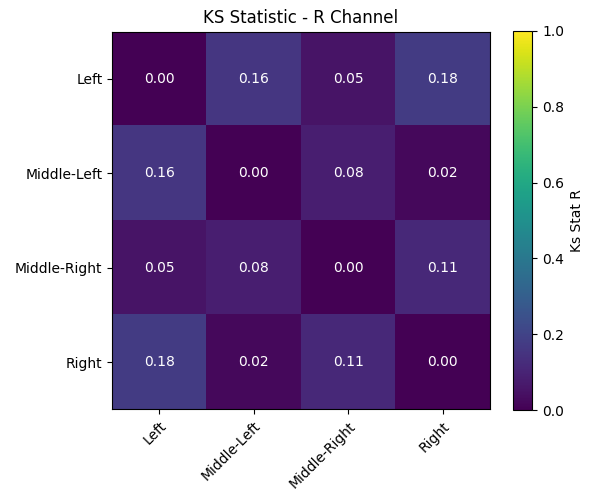 KS Statistic - R Channel
Left 0.00 0.16 0.05 0.18
Middle-Left 0.16 0.00 0.08 0.02
Middle-Right 0.05 0.08 0.00 0.11
Right 0.18 0.02 0.11 0.00
Left Middle-Left Middle-Right Right
1.0
0.8
0.6
0.4
0.2
0.0
Ks Stat R